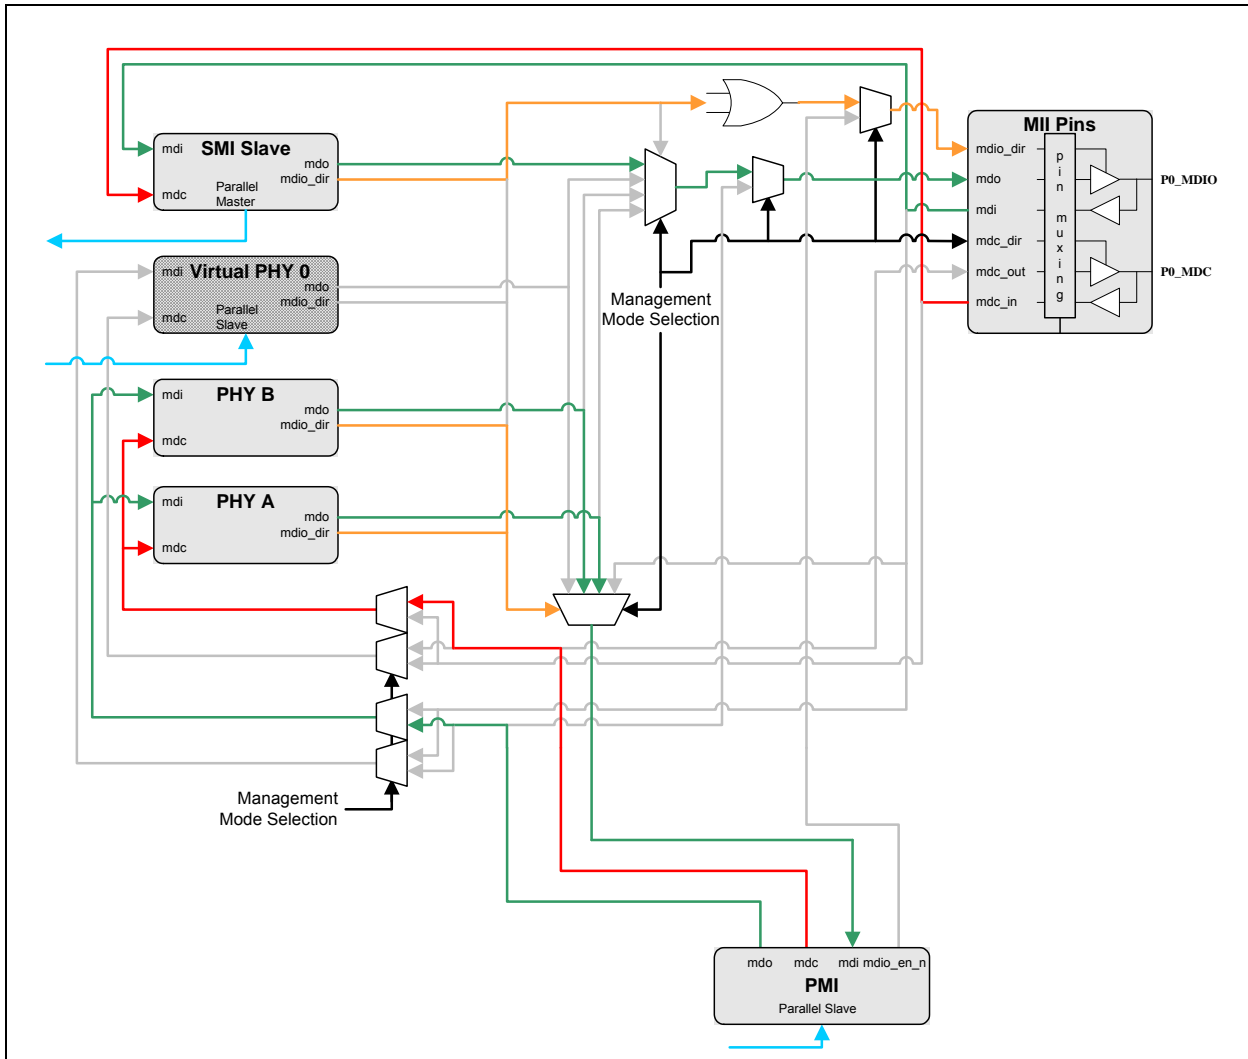 SMI Slave
mdi
mdo
mdio_dir
mdc
Parallel
Master
Virtual PHY 0
mdi
mdo
mdio_dir
mdc
Parallel
Slave
PHY B
mdi
mdo
mdio_dir
mdc
PHY A
mdi
mdo
mdio_dir
mdc
Management
Mode Selection
MII Pins
mdio_dir
mdo
mdi
mdc_dir
mdc_out
mdc_in
pin muxing
P0_MDIO
P0_MDC
Management
Mode Selection
mdo
mdc
mdi
mdio_en_n
PMI
Parallel Slave